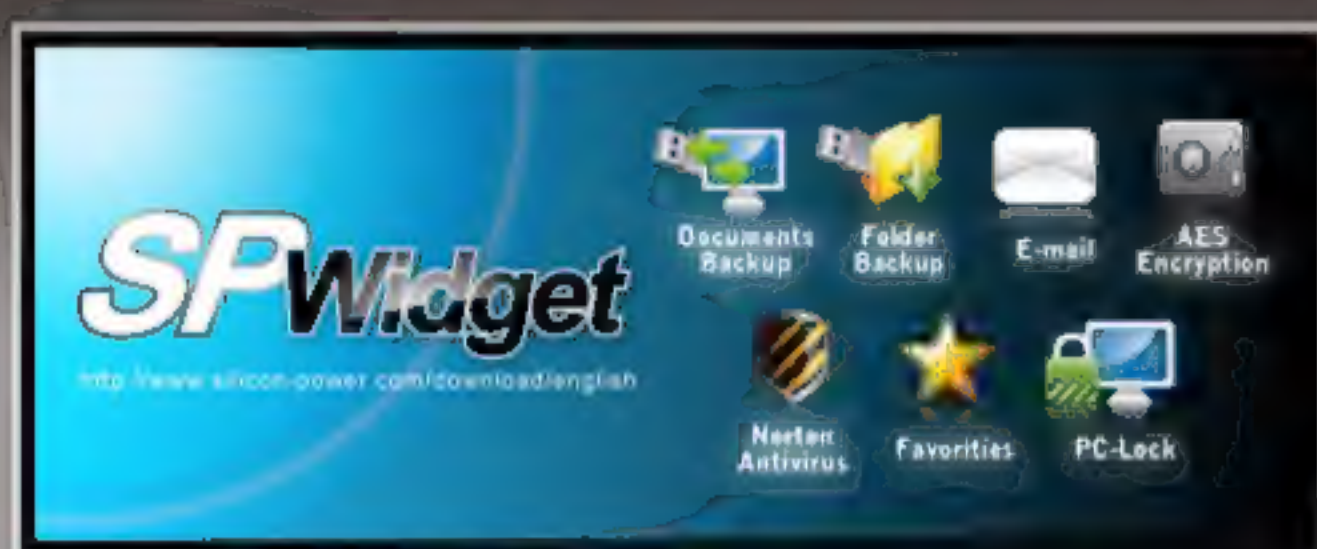 SPWidget
http://www.silicon-power.com/download/english
Documents
Backup
Folder
Backup
E-mail
AES
Encryption
Norton
Antivirus
Favorities
PC-Lock